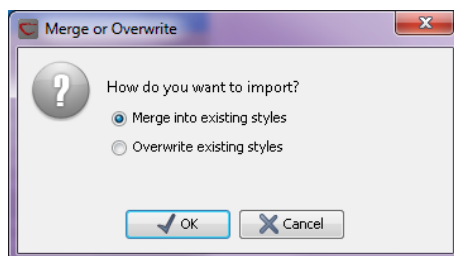 Merge or Overwrite
How do you want to import?
Merge into existing styles
Overwrite existing styles
OK
Cancel